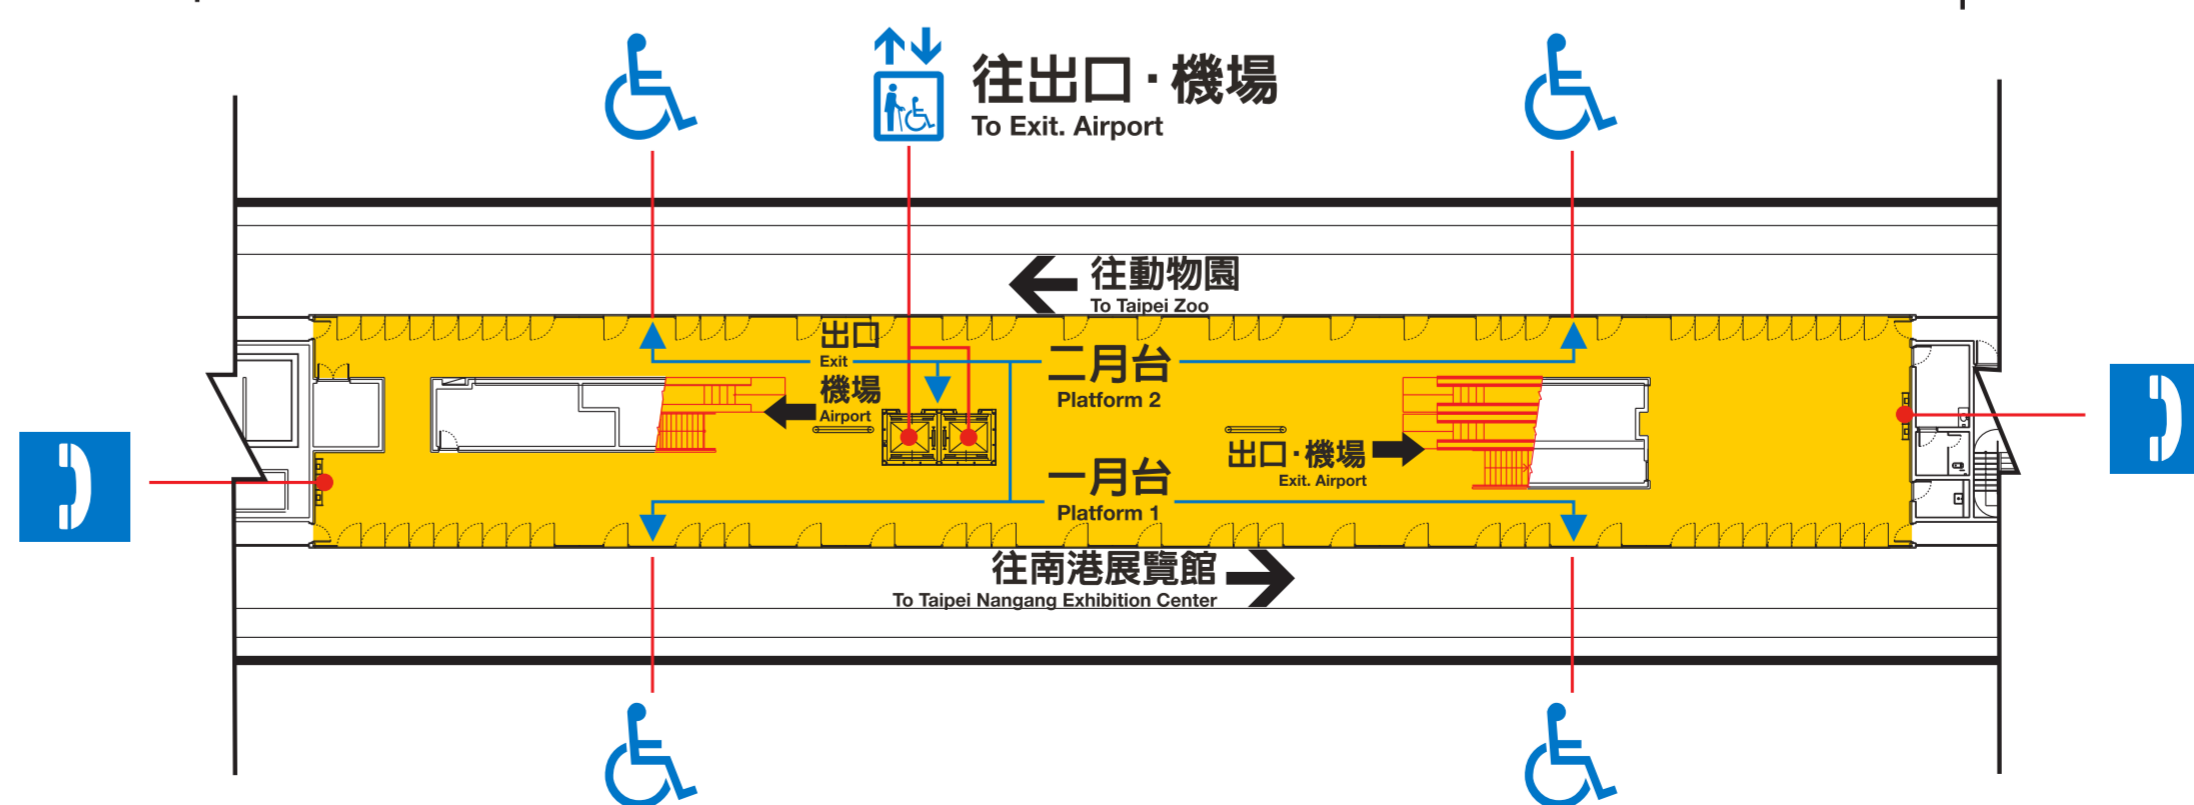 往出口·機場
To Exit. Airport
往動物園
To Taipei Zoo
出口
Exit
機場
Airport
二月台
Platform 2
出口·機場
Exit. Airport
一月台
Platform 1
往南港展覽館
To Taipei Nangang Exhibition Center